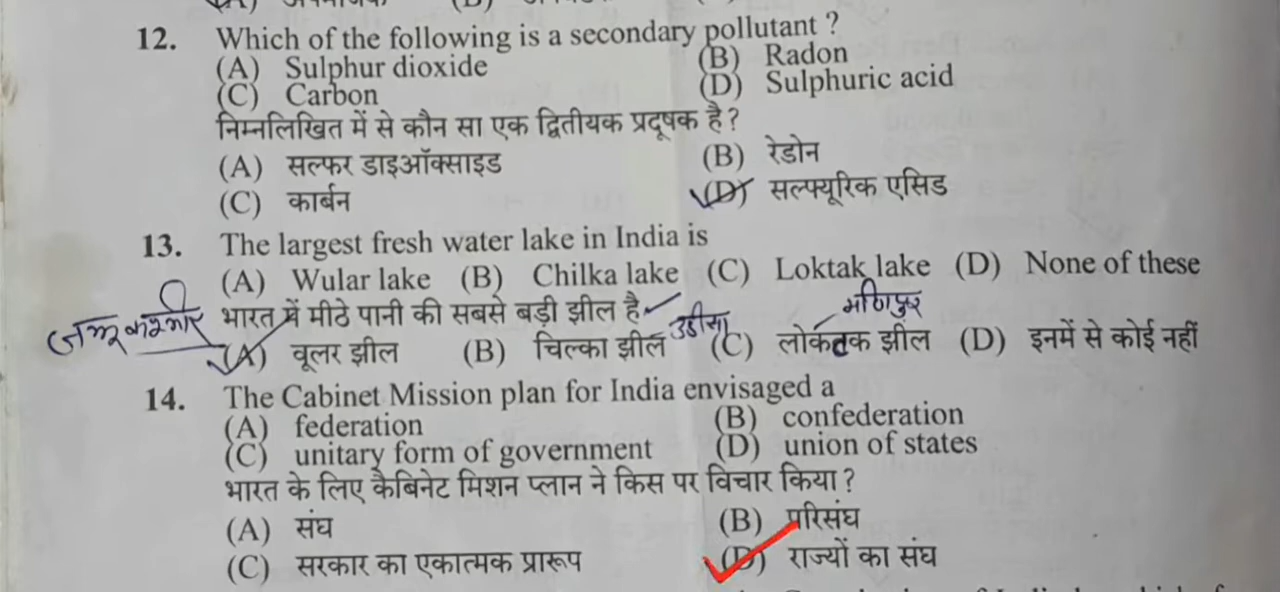 12. Which of the following is a secondary pollutant ?
(A) Sulphur dioxide (B) Radon
(C) Carbon (D) Sulphuric acid
निम्नलिखित में से कौन सा एक द्वितीयक प्रदूषक है?
(A) सल्फर डाइऑक्साइड (B) रेडोन
(C) कार्बन (D) सल्फ्यूरिक एसिड
13. The largest fresh water lake in India is
(A) Wular lake (B) Chilka lake (C) Loktak lake (D) None of these
मणिपुर
भारत में मीठे पानी की सबसे बड़ी झील है
उडीसा
(A) वूलर झील (B) चिल्का झील (C) लोकटक झील (D) इनमें से कोई नहीं
14. The Cabinet Mission plan for India envisaged a
(A) federation (B) confederation
(C) unitary form of government (D) union of states
भारत के लिए कैबिनेट मिशन प्लान ने किस पर विचार किया?
(A) संघ (B) परिसंघ
(C) सरकार का एकात्मक प्रारूप (D) राज्यों का संघ